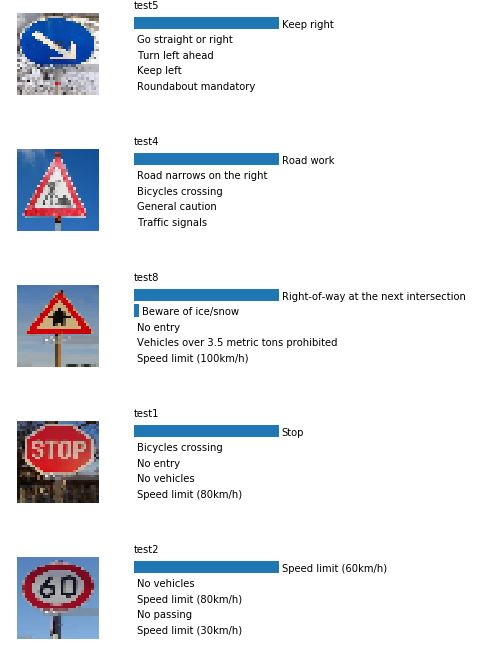 test5
Keep right
Go straight or right
Turn left ahead
Keep left
Roundabout mandatory
test4
Road work
Road narrows on the right
Bicycles crossing
General caution
Traffic signals
test8
Right-of-way at the next intersection
Beware of ice/snow
No entry
Vehicles over 3.5 metric tons prohibited
Speed limit (100km/h)
test1
STOP
Stop
Bicycles crossing
No entry
No vehicles
Speed limit (80km/h)
test2
60
Speed limit (60km/h)
No vehicles
Speed limit (80km/h)
No passing
Speed limit (30km/h)